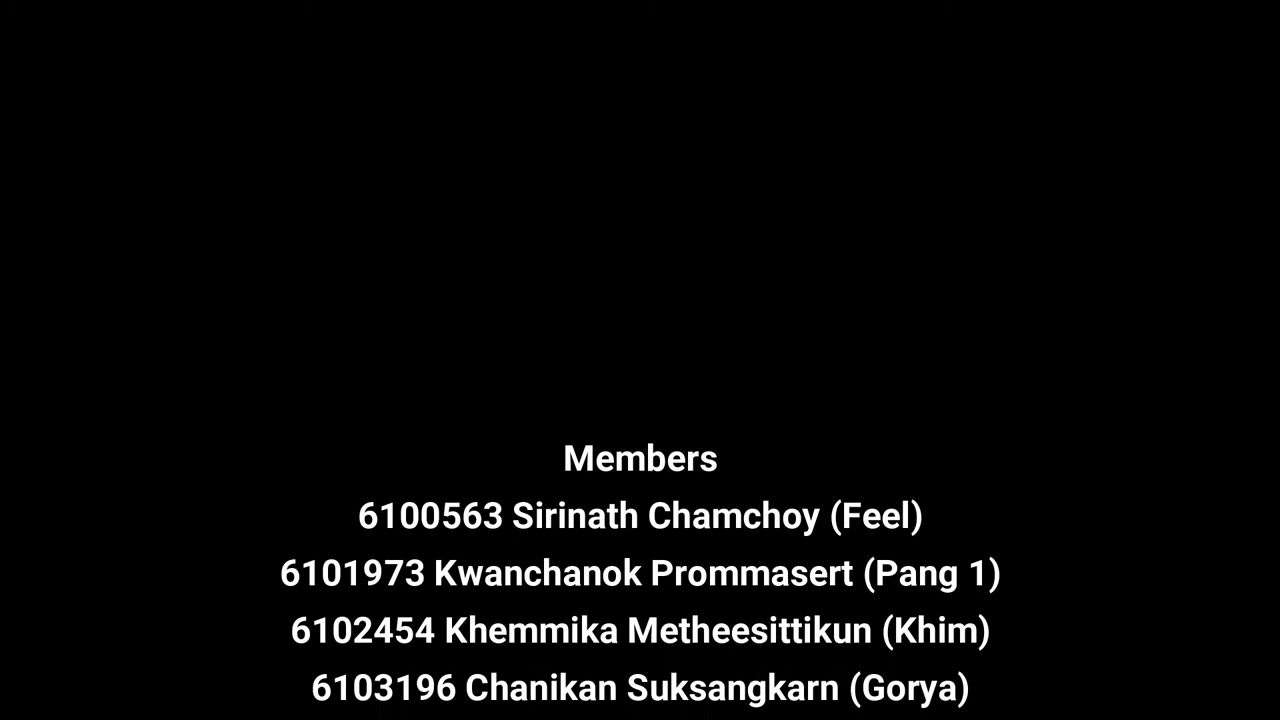 Members
6100563 Sirinath Chamchoy (Feel)
6101973 Kwanchanok Prommasert (Pang 1)
6102454 Khemmika Metheesittikun (Khim)
6103196 Chanikan Suksangkarn (Gorya)